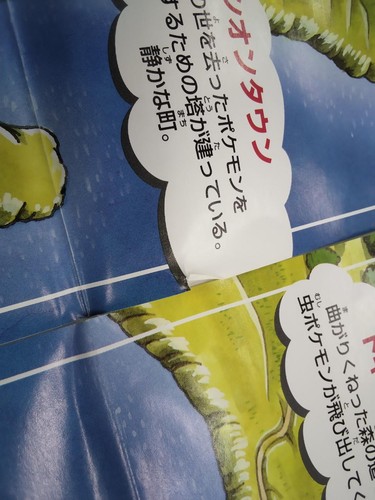 シオンタウン
の世を去ったポケモンを
するための塔が建っている。
静かな町。
曲がりくねった森の道
虫ポケモンが飛び出してく